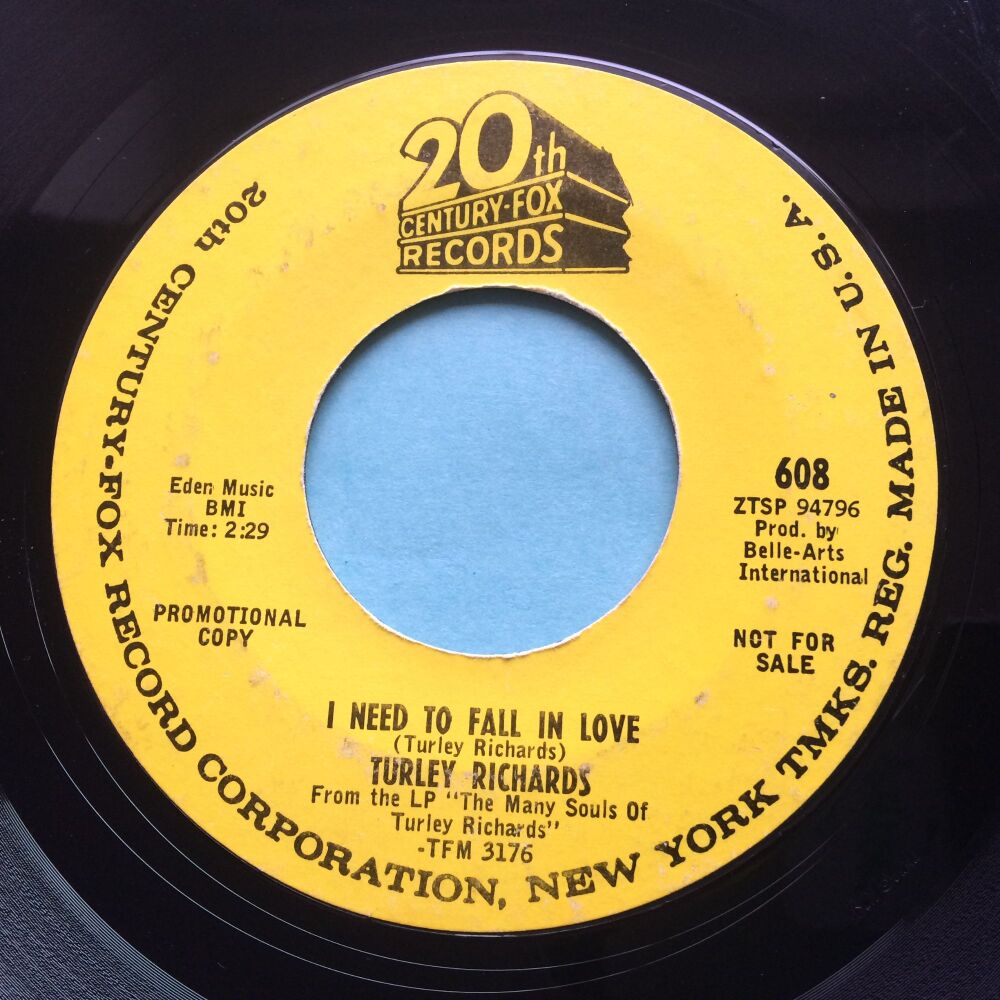 20th
CENTURY-FOX
RECORDS
20th CENTURY-FOX RECORD CORPORATION, NEW YORK TMKS. REG. MADE IN U.S.A.
Eden Music
BMI
Time: 2:29
PROMOTIONAL
COPY
608
ZTSP 94796
Prod. by
Belle-Arts
International
NOT FOR
SALE
I NEED TO FALL IN LOVE
(Turley Richards)
TURLEY RICHARDS
From the LP "The Many Souls Of
Turley Richards"
-TFM 3176